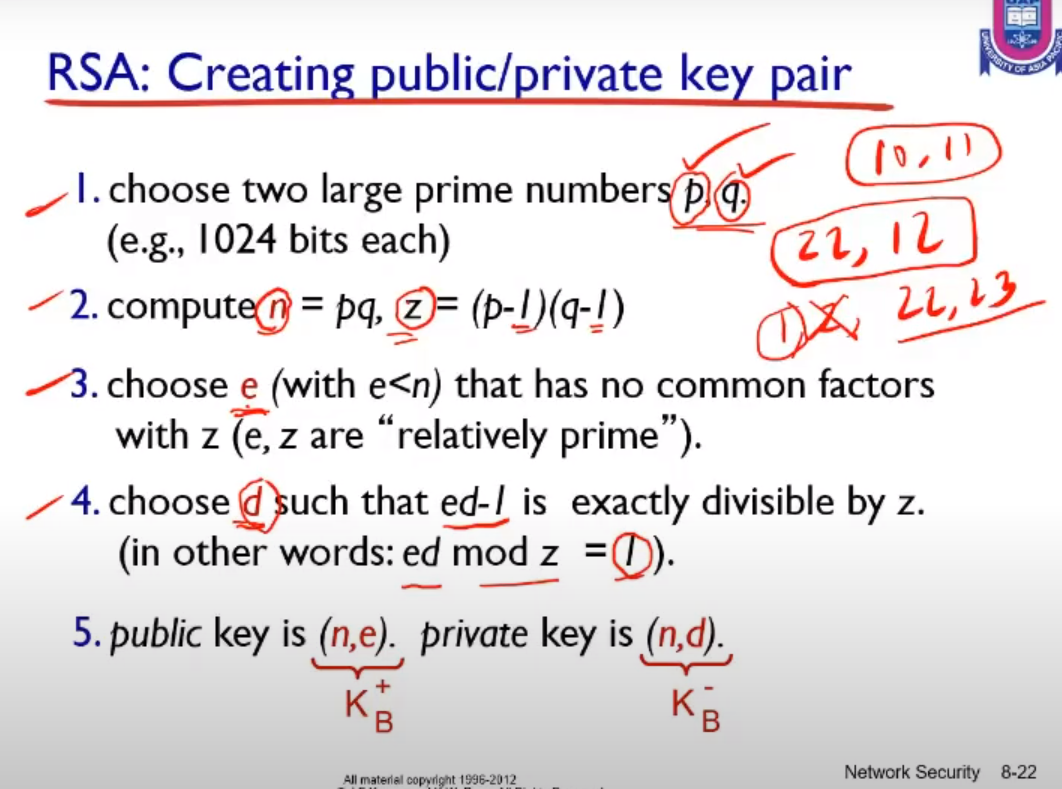 UNIVERSITY OF ASIA PACIFIC
RSA: Creating public/private key pair
10, 11
1. choose two large prime numbers p, q.
(e.g., 1024 bits each)
22, 12
2. compute n = pq, z = (p-1)(q-1)
1, 2, 22, 23
3. choose e (with e<n) that has no common factors
with z (e, z are “relatively prime”).
4. choose d such that ed-1 is exactly divisible by z.
(in other words: ed mod z = 1 ).
5. public key is (n,e). private key is (n,d).
K B + K B -
Network Security 8-22
All material copyright 1996-2012